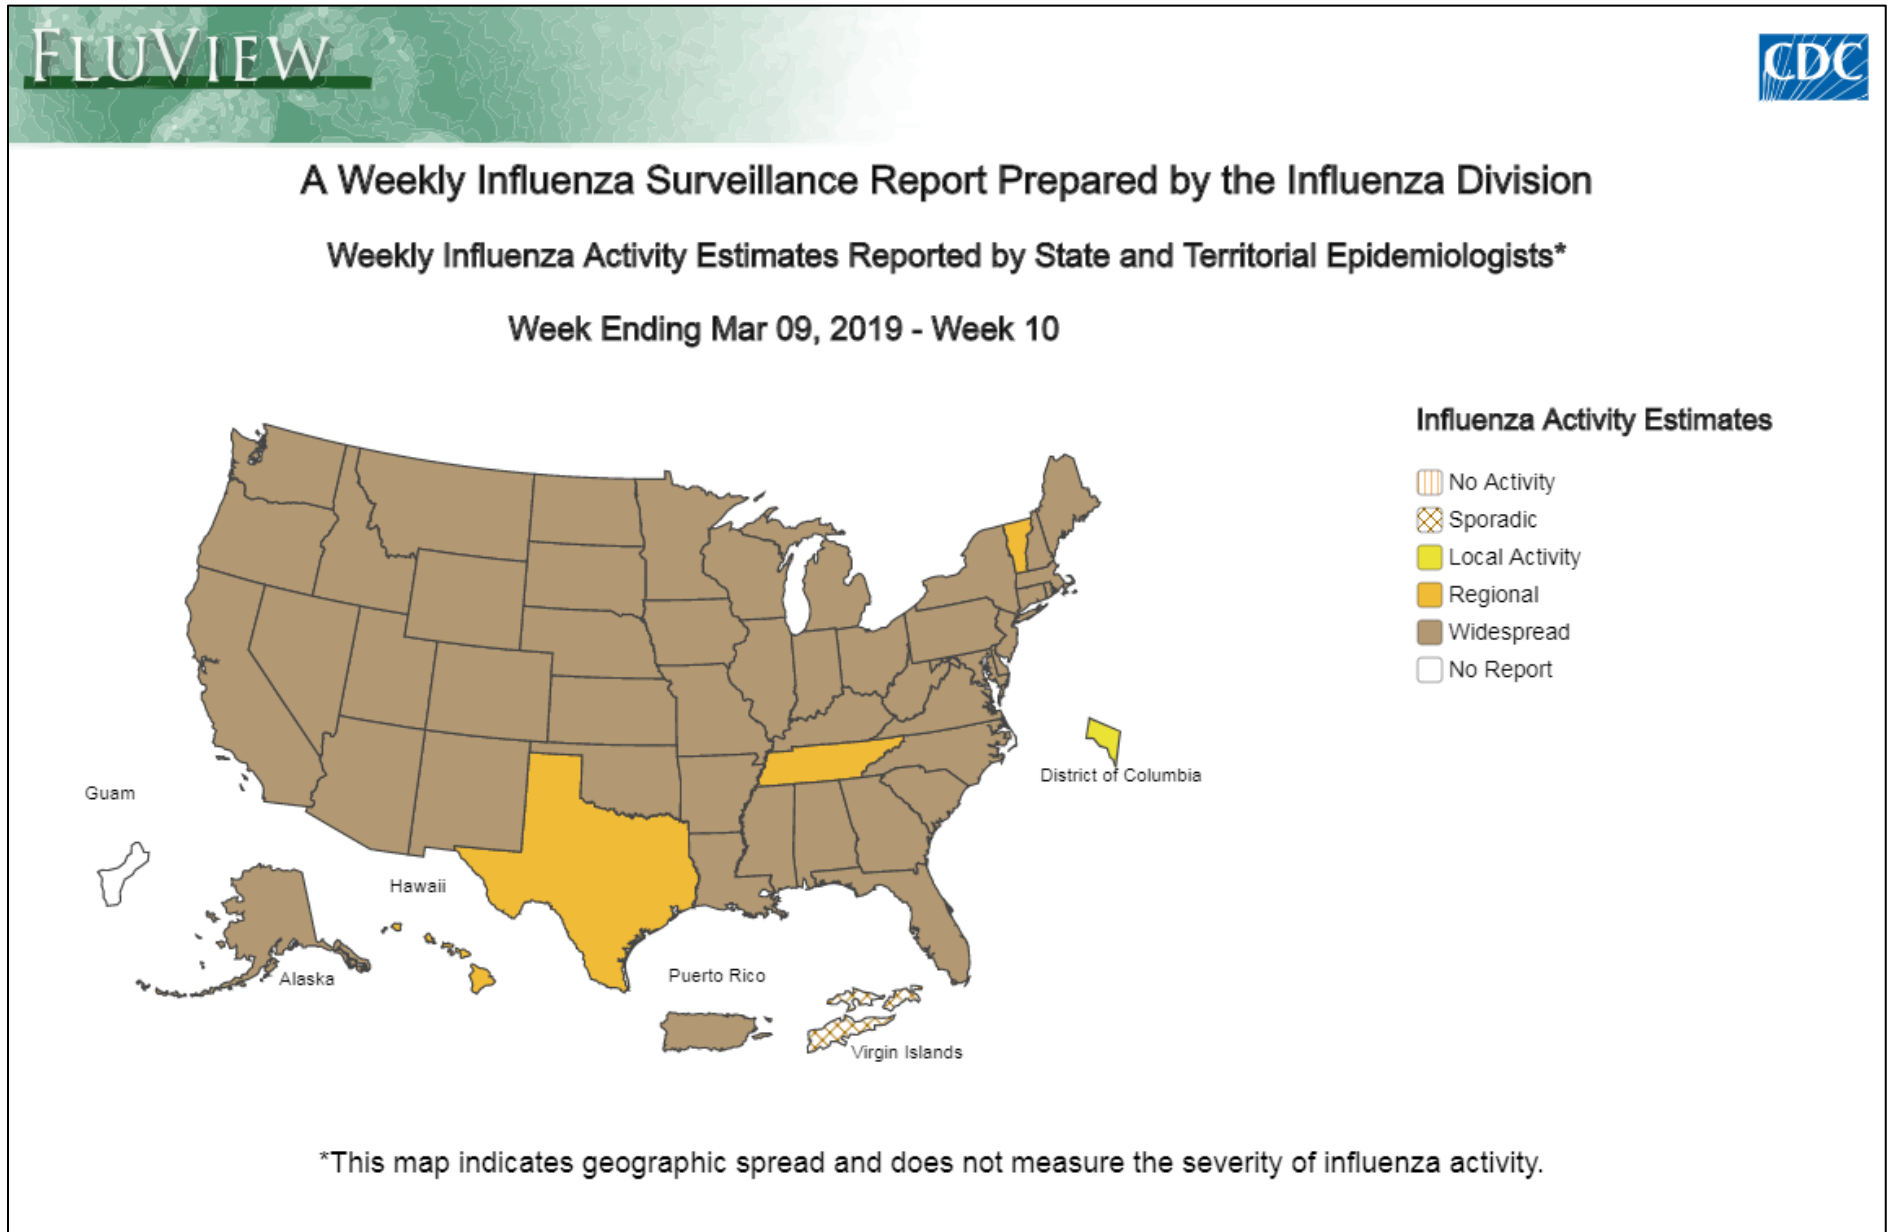 FLUVIEW
CDC
A Weekly Influenza Surveillance Report Prepared by the Influenza Division
Weekly Influenza Activity Estimates Reported by State and Territorial Epidemiologists*
Week Ending Mar 09, 2019 - Week 10
Influenza Activity Estimates
No Activity
Sporadic
Local Activity
Regional
Widespread
No Report
District of Columbia
Guam
Hawaii
Alaska
Puerto Rico
Virgin Islands
*This map indicates geographic spread and does not measure the severity of influenza activity.